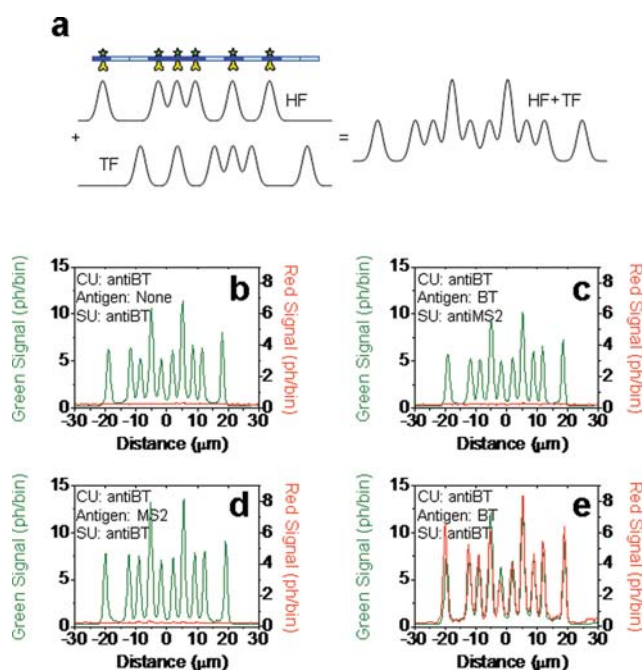 a
HF
+
TF
=
HF+TF
b
CU: antiBT
Antigen: None
SU: antiBT
Green Signal (ph/bin)
Red Signal (ph/bin)
15
10
5
0
8
6
4
2
0
-30 -20 -10 0 10 20 30
Distance (μm)
c
CU: antiBT
Antigen: BT
SU: antiMS2
Green Signal (ph/bin)
Red Signal (ph/bin)
15
10
5
0
8
6
4
2
0
-30 -20 -10 0 10 20 30
Distance (μm)
d
CU: antiBT
Antigen: MS2
SU: antiBT
Green Signal (ph/bin)
Red Signal (ph/bin)
15
10
5
0
8
6
4
2
0
-30 -20 -10 0 10 20 30
Distance (μm)
e
CU: antiBT
Antigen: BT
SU: antiBT
Green Signal (ph/bin)
Red Signal (ph/bin)
15
10
5
0
8
6
4
2
0
-30 -20 -10 0 10 20 30
Distance (μm)